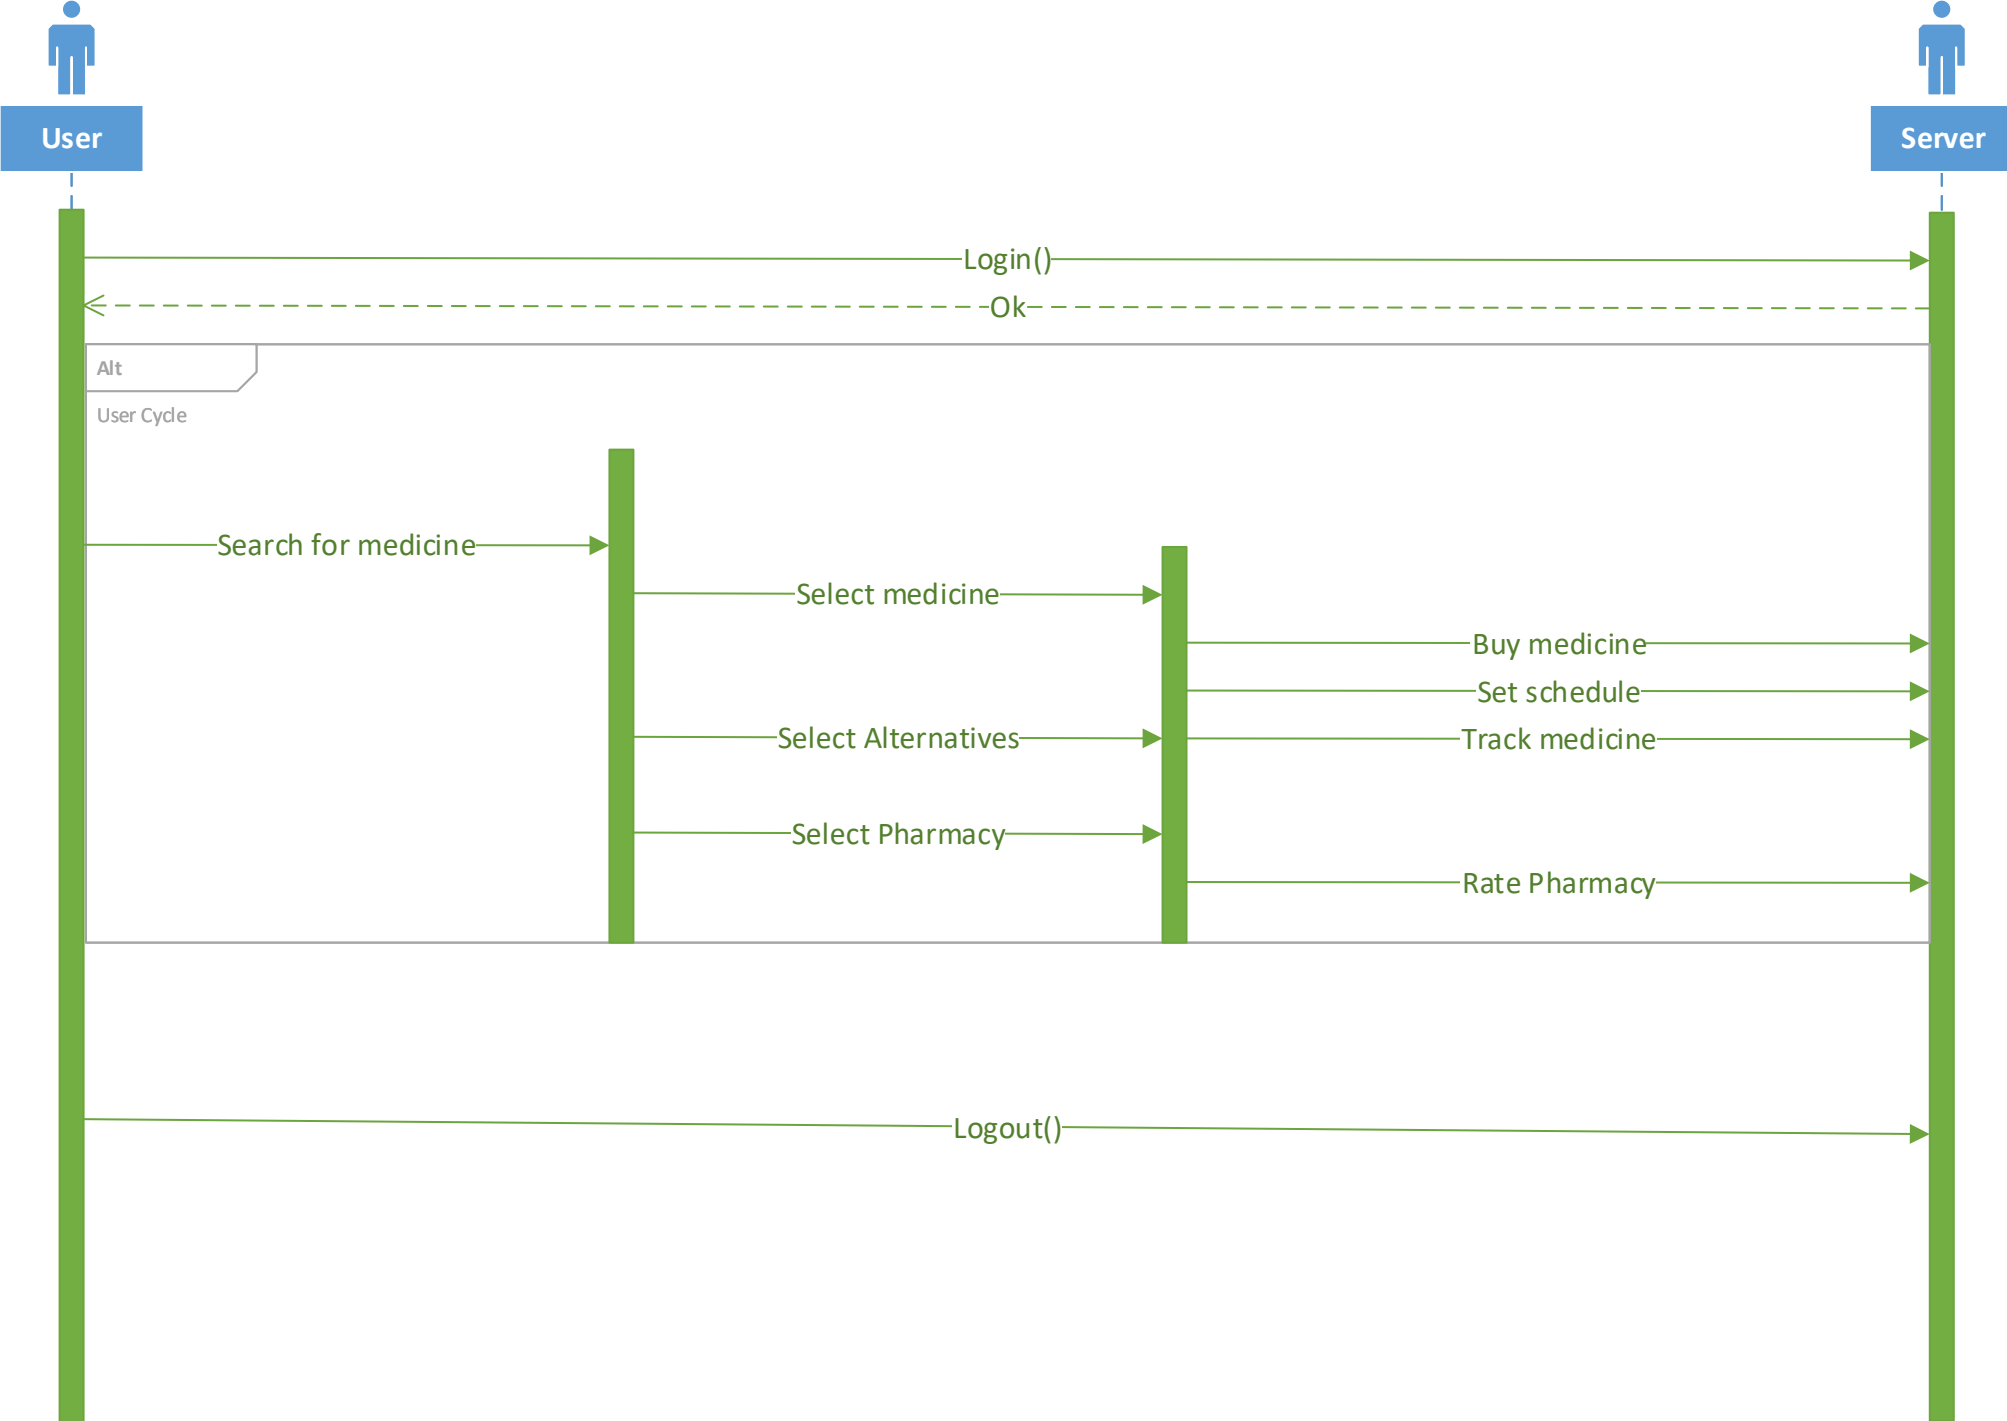 User
Server
Login()
Ok
Alt
User Cycle
Search for medicine
Select medicine
Buy medicine
Set schedule
Select Alternatives
Track medicine
Select Pharmacy
Rate Pharmacy
Logout()